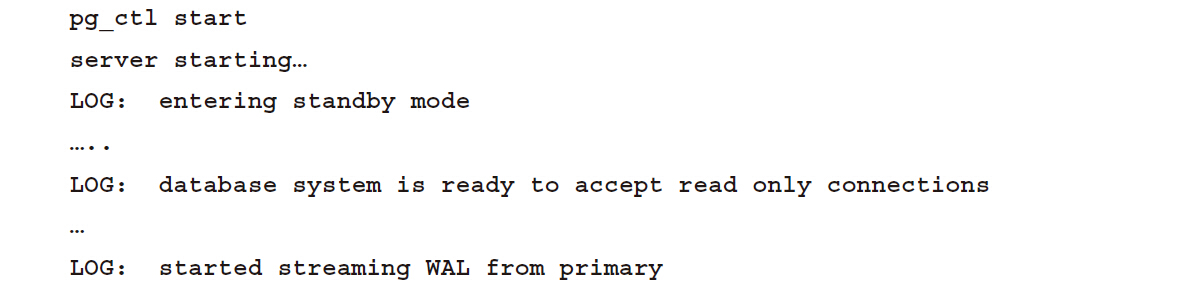 pg_ctl start
server starting…
LOG:  entering standby mode
…..
LOG:  database system is ready to accept read only connections
…
LOG:  started streaming WAL from primary